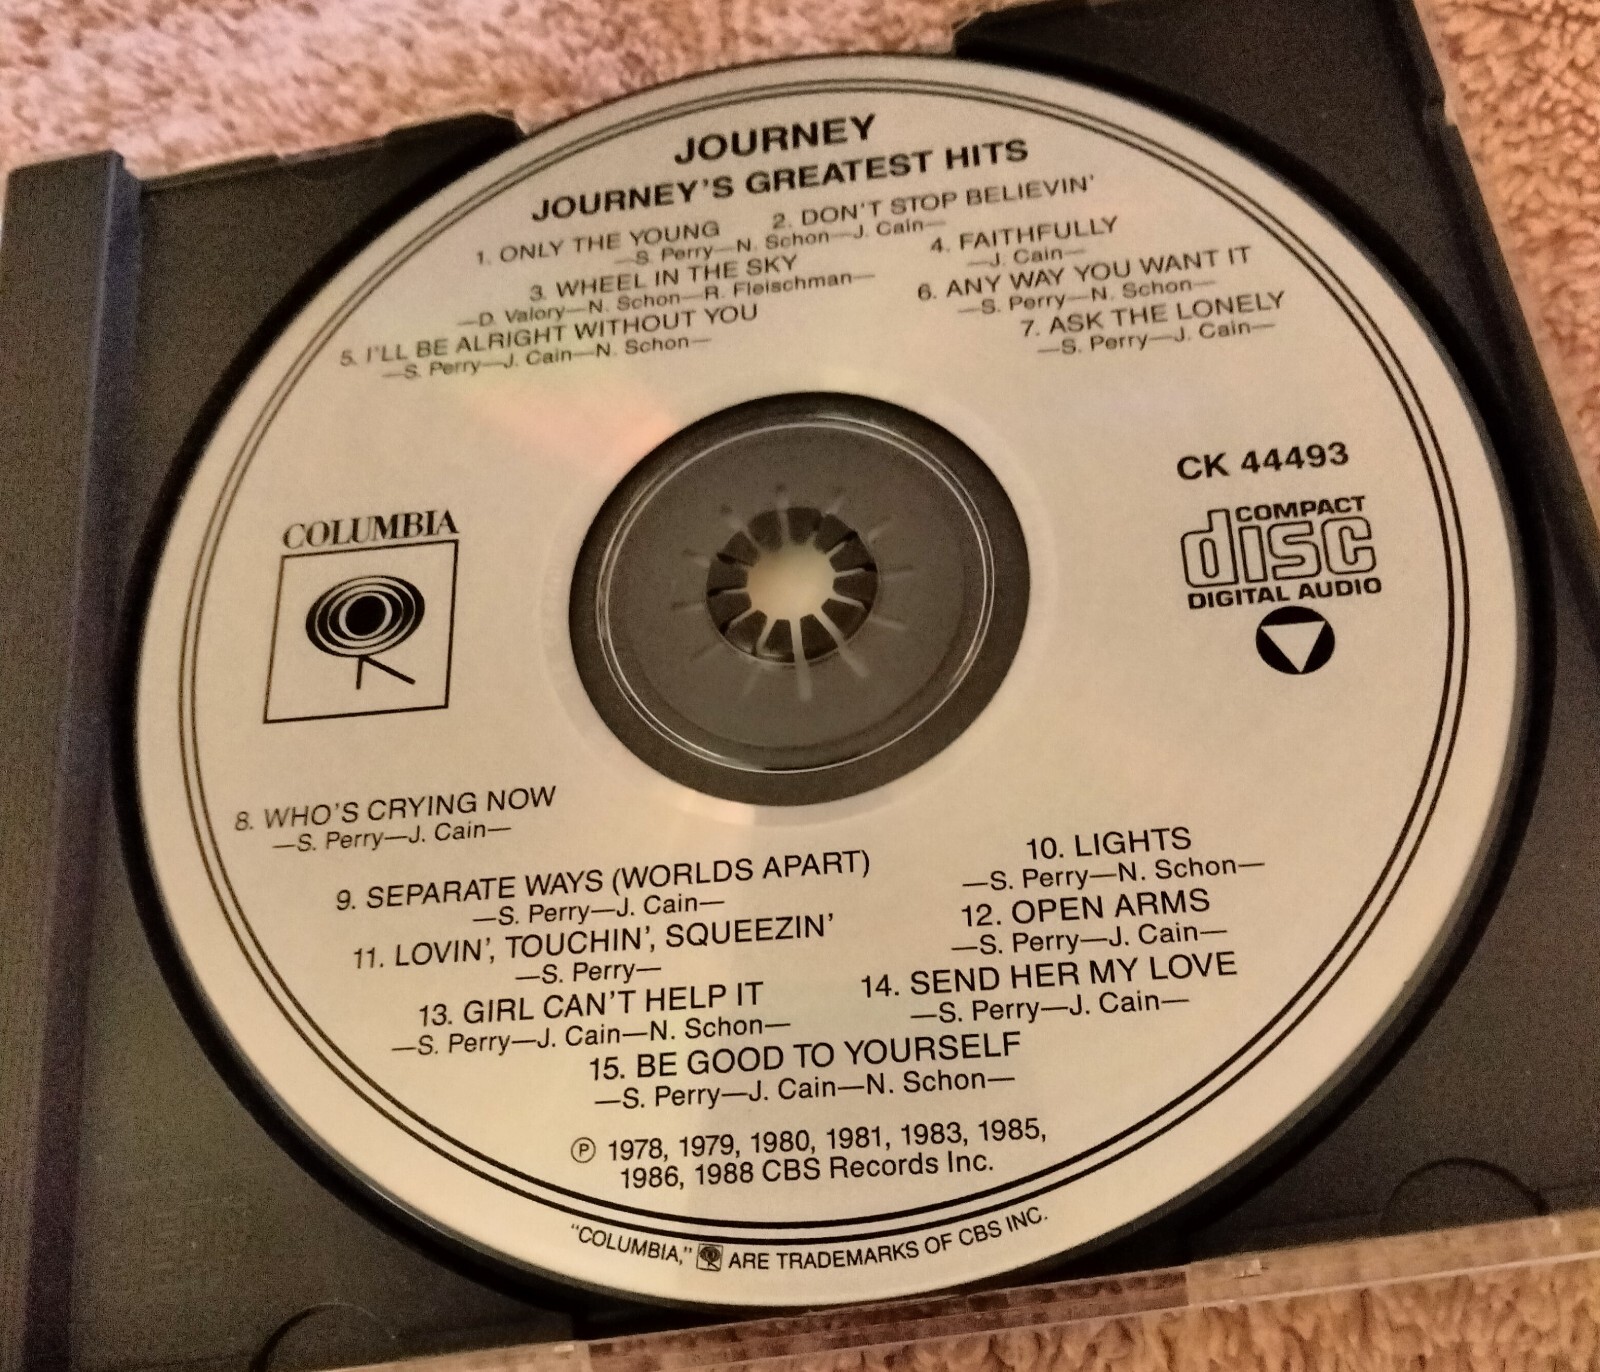 JOURNEY
JOURNEY'S GREATEST HITS
1. ONLY THE YOUNG
2. DON'T STOP BELIEVIN'
—S. Perry—N. Schon—J. Cain—
3. WHEEL IN THE SKY
—D. Valory—N. Schon—R. Fleischman—
4. FAITHFULLY
—J. Cain—
5. I'LL BE ALRIGHT WITHOUT YOU
—S. Perry—J. Cain—N. Schon—
6. ANY WAY YOU WANT IT
—S. Perry—N. Schon—
7. ASK THE LONELY
—S. Perry—J. Cain—
CK 44493
COLUMBIA
COMPACT
disc
DIGITAL AUDIO
8. WHO'S CRYING NOW
—S. Perry—J. Cain—
9. SEPARATE WAYS (WORLDS APART)
—S. Perry—J. Cain—
10. LIGHTS
—S. Perry—N. Schon—
11. LOVIN', TOUCHIN', SQUEEZIN'
—S. Perry—
12. OPEN ARMS
—S. Perry—J. Cain—
13. GIRL CAN'T HELP IT
—S. Perry—J. Cain—N. Schon—
14. SEND HER MY LOVE
—S. Perry—J. Cain—
15. BE GOOD TO YOURSELF
—S. Perry—J. Cain—N. Schon—
Ⓟ 1978, 1979, 1980, 1981, 1983, 1985,
1986, 1988 CBS Records Inc.
"COLUMBIA," ARE TRADEMARKS OF CBS INC.